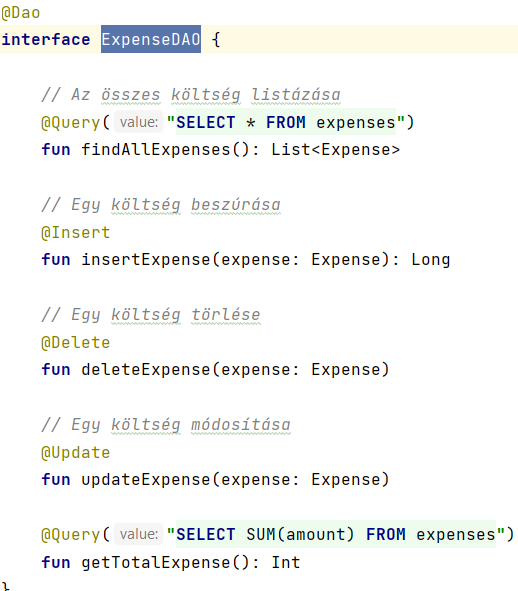 @Dao
interface ExpenseDAO {
// Az összes költség listázása
@Query( value: "SELECT * FROM expenses")
fun findAllExpenses(): List<Expense>
// Egy költség beszúrása
@Insert
fun insertExpense(expense: Expense): Long
// Egy költség törlése
@Delete
fun deleteExpense(expense: Expense)
// Egy költség módosítása
@Update
fun updateExpense(expense: Expense)
@Query( value: "SELECT SUM(amount) FROM expenses")
fun getTotalExpense(): Int
}